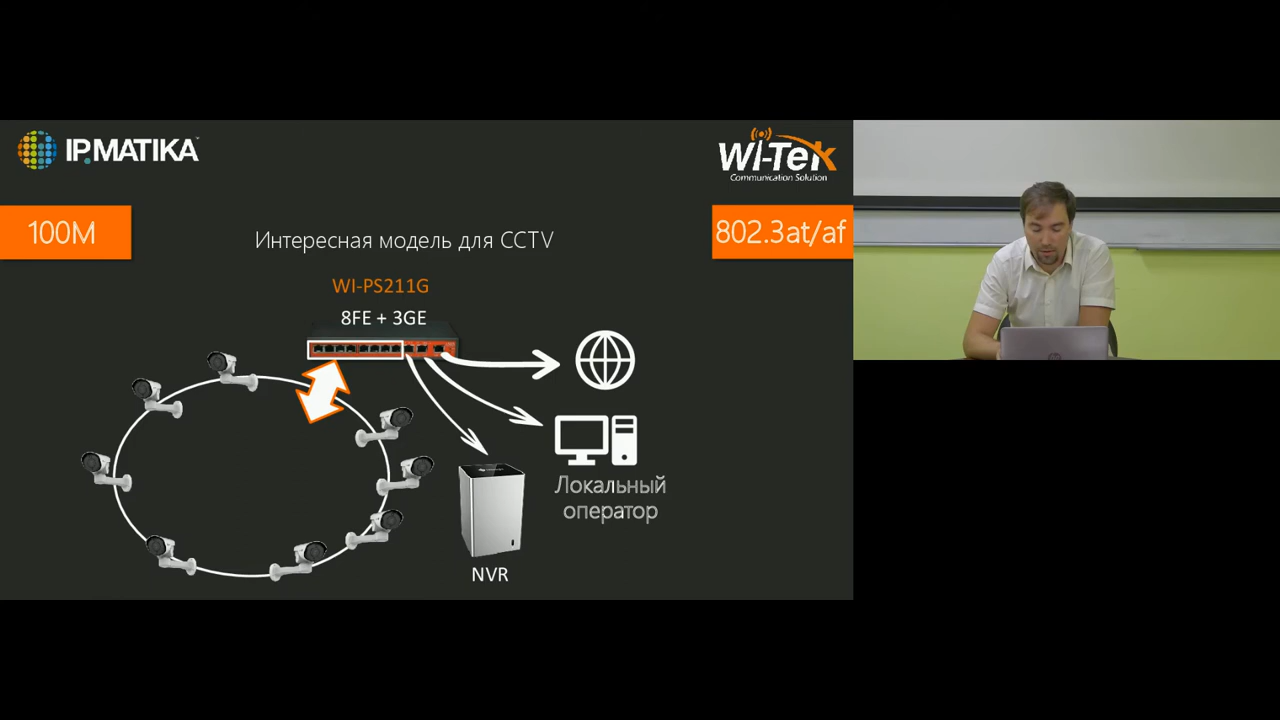 IP.MATIKA
Wi-Tek
Communication Solution
100M
802.3at/af
Интересная модель для CCTV
WI-PS211G
8FE + 3GE
Локальный
оператор
NVR